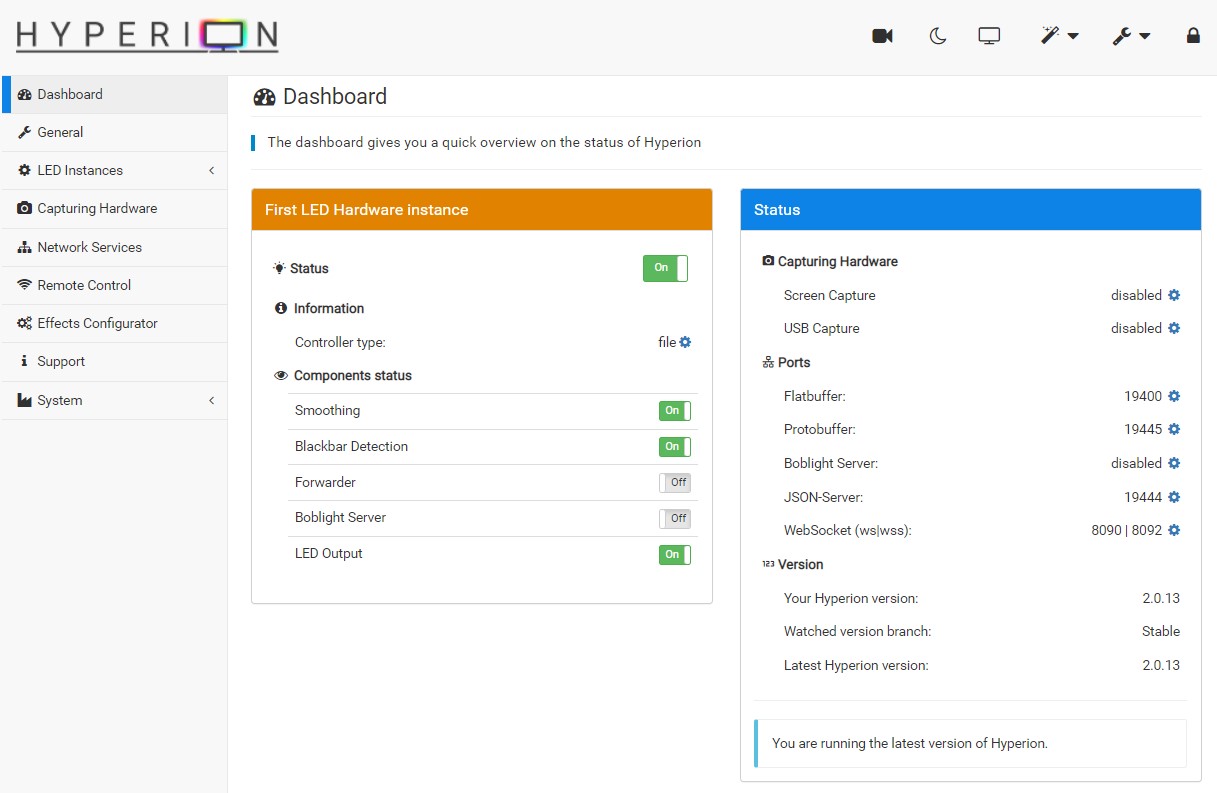 HYPERION
Dashboard
General
LED Instances
Capturing Hardware
Network Services
Remote Control
Effects Configurator
Support
System
Dashboard
The dashboard gives you a quick overview on the status of Hyperion
First LED Hardware instance
Status On
Information
Controller type: file
Components status
Smoothing On
Blackbar Detection On
Forwarder Off
Boblight Server Off
LED Output On
Status
Capturing Hardware
Screen Capture disabled
USB Capture disabled
Ports
Flatbuffer: 19400
Protobuffer: 19445
Boblight Server: disabled
JSON-Server: 19444
WebSocket (ws|wss): 8090 | 8092
123 Version
Your Hyperion version: 2.0.13
Watched version branch: Stable
Latest Hyperion version: 2.0.13
You are running the latest version of Hyperion.